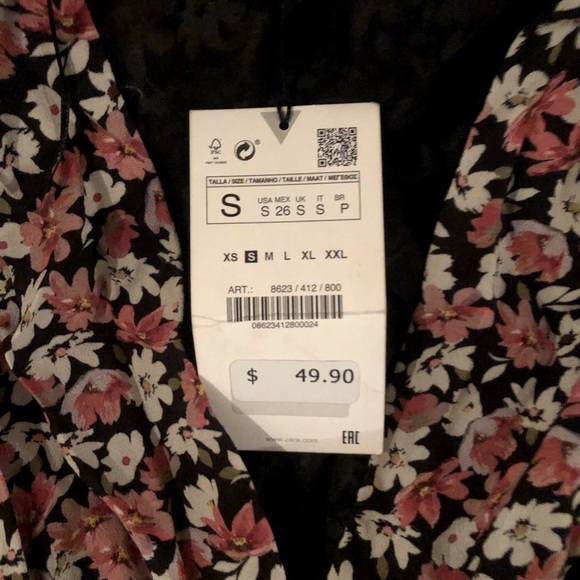 FSC
TALLA / SIZE / TAMANHO / TAILLE / MAAT / ΜΕΓΕΘΟΣ
S
USA MEX UK IT BR
S 26 S S P
XS S M L XL XXL
ART.: 8623 / 412 / 800
08623412800024
$ 49.90
www.zara.com
EAC